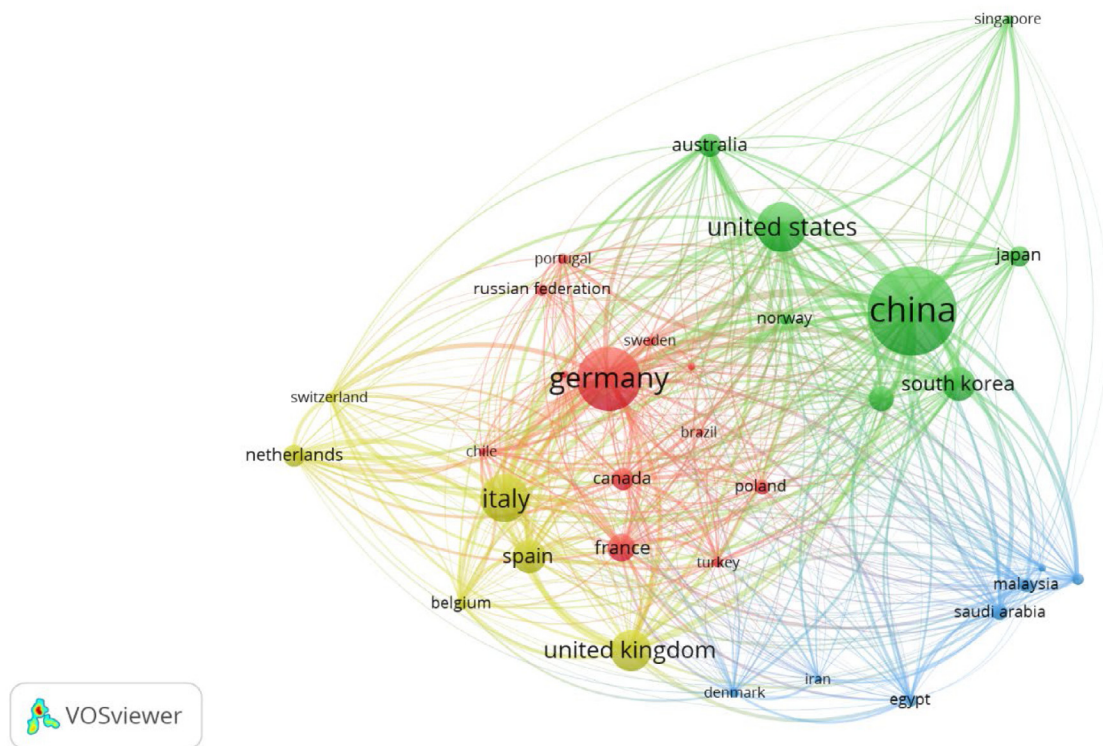 singapore
australia
united states
japan
portugal
russian federation
china
norway
sweden
germany
south korea
switzerland
brazil
netherlands
chile
canada
poland
italy
france
spain
turkey
malaysia
belgium
saudi arabia
united kingdom
iran
denmark
egypt
VOSviewer